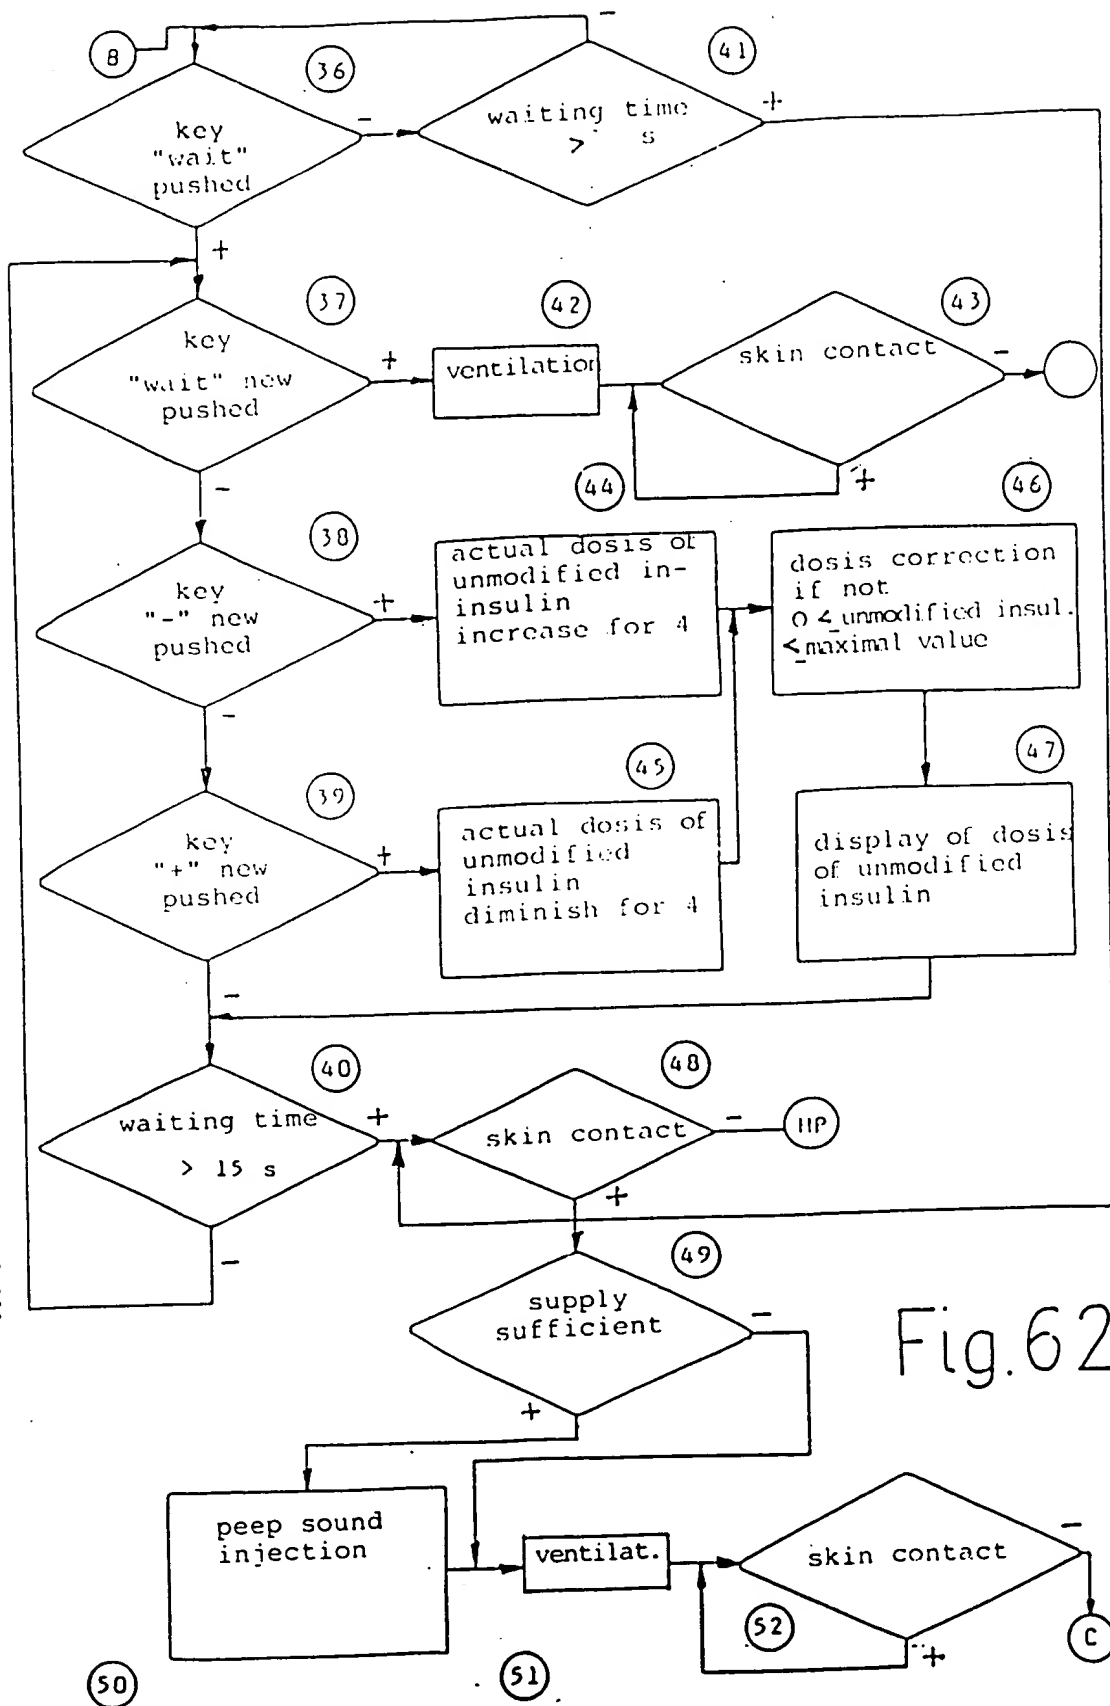 B
36
-
41
key
"wait"
pushed
-
waiting time
> s
+
+
37
key
"wait" new
pushed
+
42
ventilation
43
skin contact
-
+
-
38
key
"-" new
pushed
+
44
actual dosis of
unmodified in-
insulin
increase for 4
46
dosis correction
if not
0 ≤ unmodified insul.
≤ maximal value
-
39
key
"+" new
pushed
+
45
actual dosis of
unmodified
insulin
diminish for 4
47
display of dosis
of unmodified
insulin
-
40
waiting time
> 15 s
+
-
48
skin contact
-
HP
+
49
supply
sufficient
-
+
Fig.62
peep sound
injection
50
ventilat.
51
skin contact
-
+
52
C